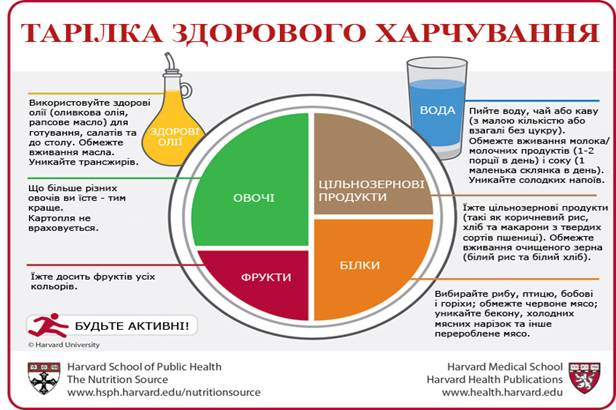 ТАРІЛКА ЗДОРОВОГО ХАРЧУВАННЯ
Використовуйте здорові
олії (оливкова олія,
рапсове масло) для
готування, салатів та
до столу. Обмежте
вживання масла.
Уникайте трансжирів.
ЗДОРОВІ
ОЛІЇ
Що більше різних
овочів ви їсте - тим
краще.
Картопля не
враховується.
Їжте досить фруктів усіх
кольорів.
ОВОЧІ
ФРУКТИ
ЦІЛЬНОЗЕРНОВІ
ПРОДУКТИ
БІЛКИ
ВОДА
Пийте воду, чай або каву
(з малою кількістю або
взагалі без цукру).
Обмежте вживання молока/
молочних продуктів (1-2
порції в день) і соку (1
маленька склянка в день).
Уникайте солодких напоїв.
Їжте цільнозернові продукти
(такі як коричневий рис,
хліб та макарони з твердих
сортів пшениці). Обмежте
вживання очищеного зерна
(білий рис та білий хліб).
Вибирайте рибу, птицю, бобові
і горіхи; обмежте червоне мясо;
уникайте бекону, холодних
мясних нарізок та інше
перероблене мясо.
БУДЬТЕ АКТИВНІ!
© Harvard University
Harvard School of Public Health
The Nutrition Source
www.hsph.harvard.edu/nutritionsource
Harvard Medical School
Harvard Health Publications
www.health.harvard.edu